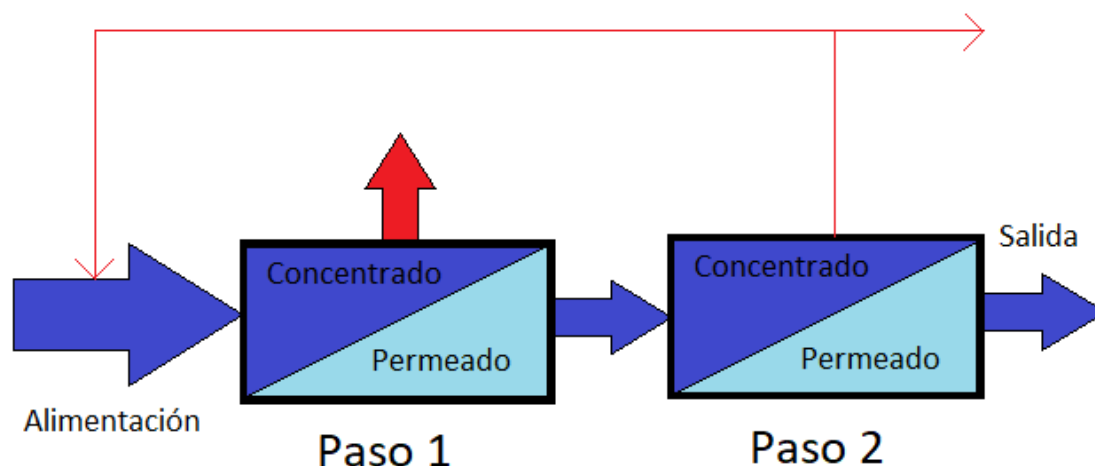 Concentrado
Permeado
Concentrado
Permeado
Salida
Alimentación
Paso 1
Paso 2